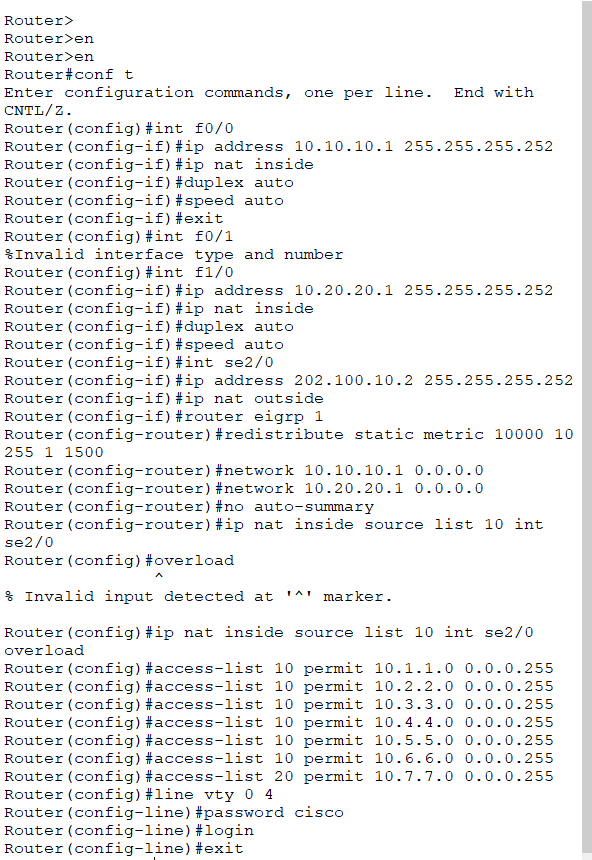 Router>
Router>en
Router>en
Router#conf t
Enter configuration commands, one per line.  End with
CNTL/Z.
Router(config)#int f0/0
Router(config-if)#ip address 10.10.10.1 255.255.255.252
Router(config-if)#ip nat inside
Router(config-if)#duplex auto
Router(config-if)#speed auto
Router(config-if)#exit
Router(config)#int f0/1
%Invalid interface type and number
Router(config)#int f1/0
Router(config-if)#ip address 10.20.20.1 255.255.255.252
Router(config-if)#ip nat inside
Router(config-if)#duplex auto
Router(config-if)#speed auto
Router(config-if)#int se2/0
Router(config-if)#ip address 202.100.10.2 255.255.255.252
Router(config-if)#ip nat outside
Router(config-if)#router eigrp 1
Router(config-router)#redistribute static metric 10000 10
255 1 1500
Router(config-router)#network 10.10.10.1 0.0.0.0
Router(config-router)#network 10.20.20.1 0.0.0.0
Router(config-router)#no auto-summary
Router(config-router)#ip nat inside source list 10 int
se2/0
Router(config)#overload
^
% Invalid input detected at '^' marker.
Router(config)#ip nat inside source list 10 int se2/0
overload
Router(config)#access-list 10 permit 10.1.1.0 0.0.0.255
Router(config)#access-list 10 permit 10.2.2.0 0.0.0.255
Router(config)#access-list 10 permit 10.3.3.0 0.0.0.255
Router(config)#access-list 10 permit 10.4.4.0 0.0.0.255
Router(config)#access-list 10 permit 10.5.5.0 0.0.0.255
Router(config)#access-list 10 permit 10.6.6.0 0.0.0.255
Router(config)#access-list 20 permit 10.7.7.0 0.0.0.255
Router(config)#line vty 0 4
Router(config-line)#password cisco
Router(config-line)#login
Router(config-line)#exit